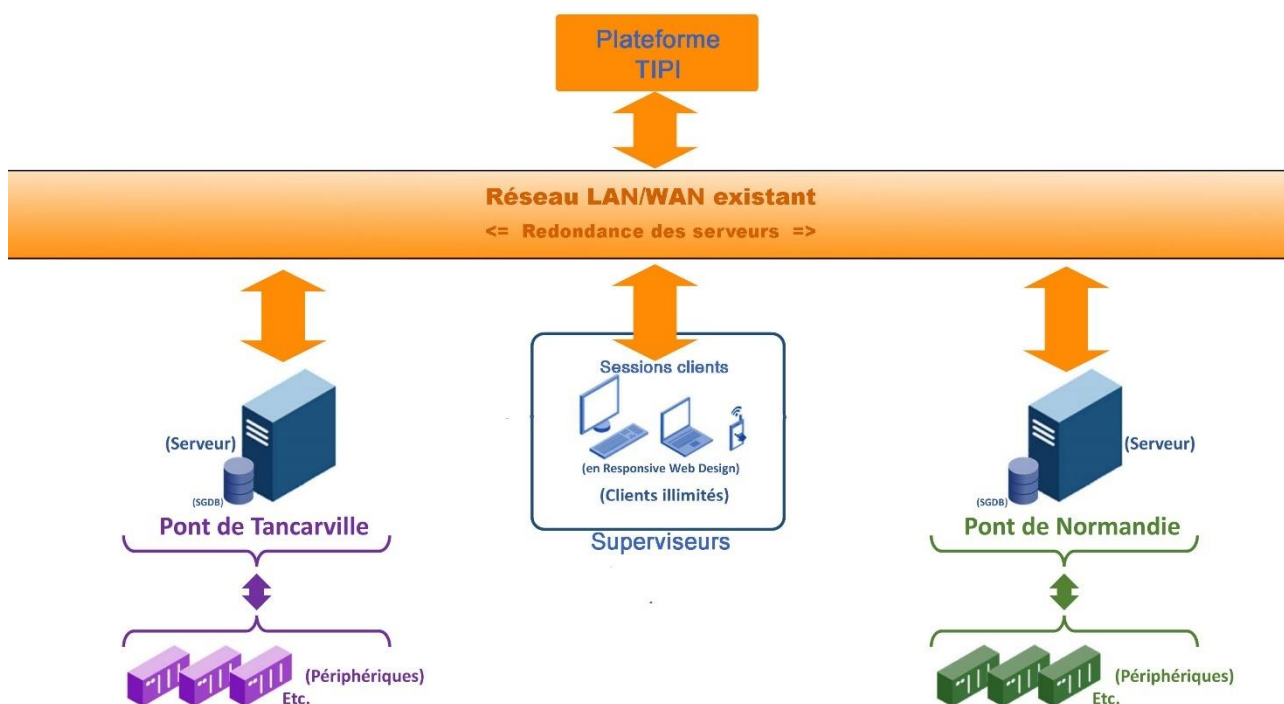 Plateforme
TIPI
Réseau LAN/WAN existant
<= Redondance des serveurs =>
(Serveur)
(SGDB)
Pont de Tancarville
(Périphériques)
Etc.
Sessions clients
(en Responsive Web Design)
(Clients illimités)
Superviseurs
(Serveur)
(SGDB)
Pont de Normandie
(Périphériques)
Etc.